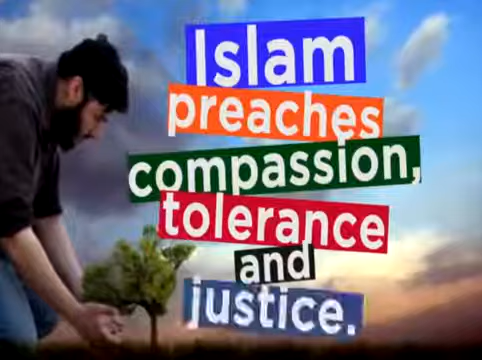 Islam
preaches
compassion,
tolerance
and
justice.